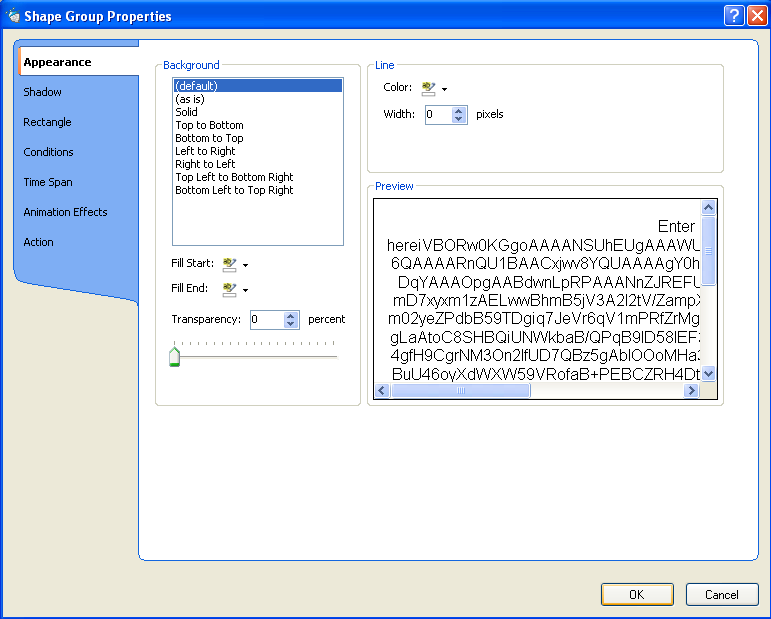 Shape Group Properties
Appearance
Shadow
Rectangle
Conditions
Time Span
Animation Effects
Action
Background
(default)
(as is)
Solid
Top to Bottom
Bottom to Top
Left to Right
Right to Left
Top Left to Bottom Right
Bottom Left to Top Right
Fill Start:
Fill End:
Transparency: 0 percent
Line
Color:
Width: 0 pixels
Preview
Enter
hereiVBORw0KGgoAAAANSUhEUgAAAWU
6QAAAARnQU1BAACxjwv8YQUAAAAgY0h
DqYAAAOpgAABdwnLpRPAAANnZJREFU
mD7xyxm1zAELwwBhmB5jV3A2I2tV/ZampX
m02yeZPdbB59TDgiq7JeVr6qV1mPRfZrMg
gLaAtoC8SHBQiUNWkbaB/QPqB9ID58IEF
4gfH9CgrNM3On2IfUD7QBz5gAbIOOoMHa3
BuU46oyXdWXW59VRofaB+PEBCZRH4Dt
OK
Cancel